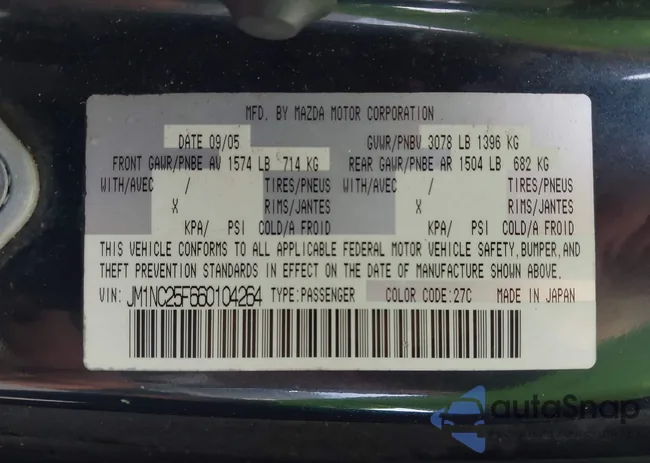 MFD. BY MAZDA MOTOR CORPORATION
DATE 09/05 GVWR/PNBV 3078 LB 1396 KG
FRONT GAWR/PNBE AV 1574 LB 714 KG REAR GAWR/PNBE AR 1504 LB 682 KG
WITH/AVEC / TIRES/PNEUS WITH/AVEC / TIRES/PNEUS
X RIMS/JANTES X RIMS/JANTES
KPA/ PSI COLD/A FROID KPA/ PSI COLD/A FROID
THIS VEHICLE CONFORMS TO ALL APPLICABLE FEDERAL MOTOR VEHICLE SAFETY, BUMPER, AND
THEFT PREVENTION STANDARDS IN EFFECT ON THE DATE OF MANUFACTURE SHOWN ABOVE.
VIN: JM1NC25F660104264 TYPE:PASSENGER COLOR CODE:27C MADE IN JAPAN
autoSnap